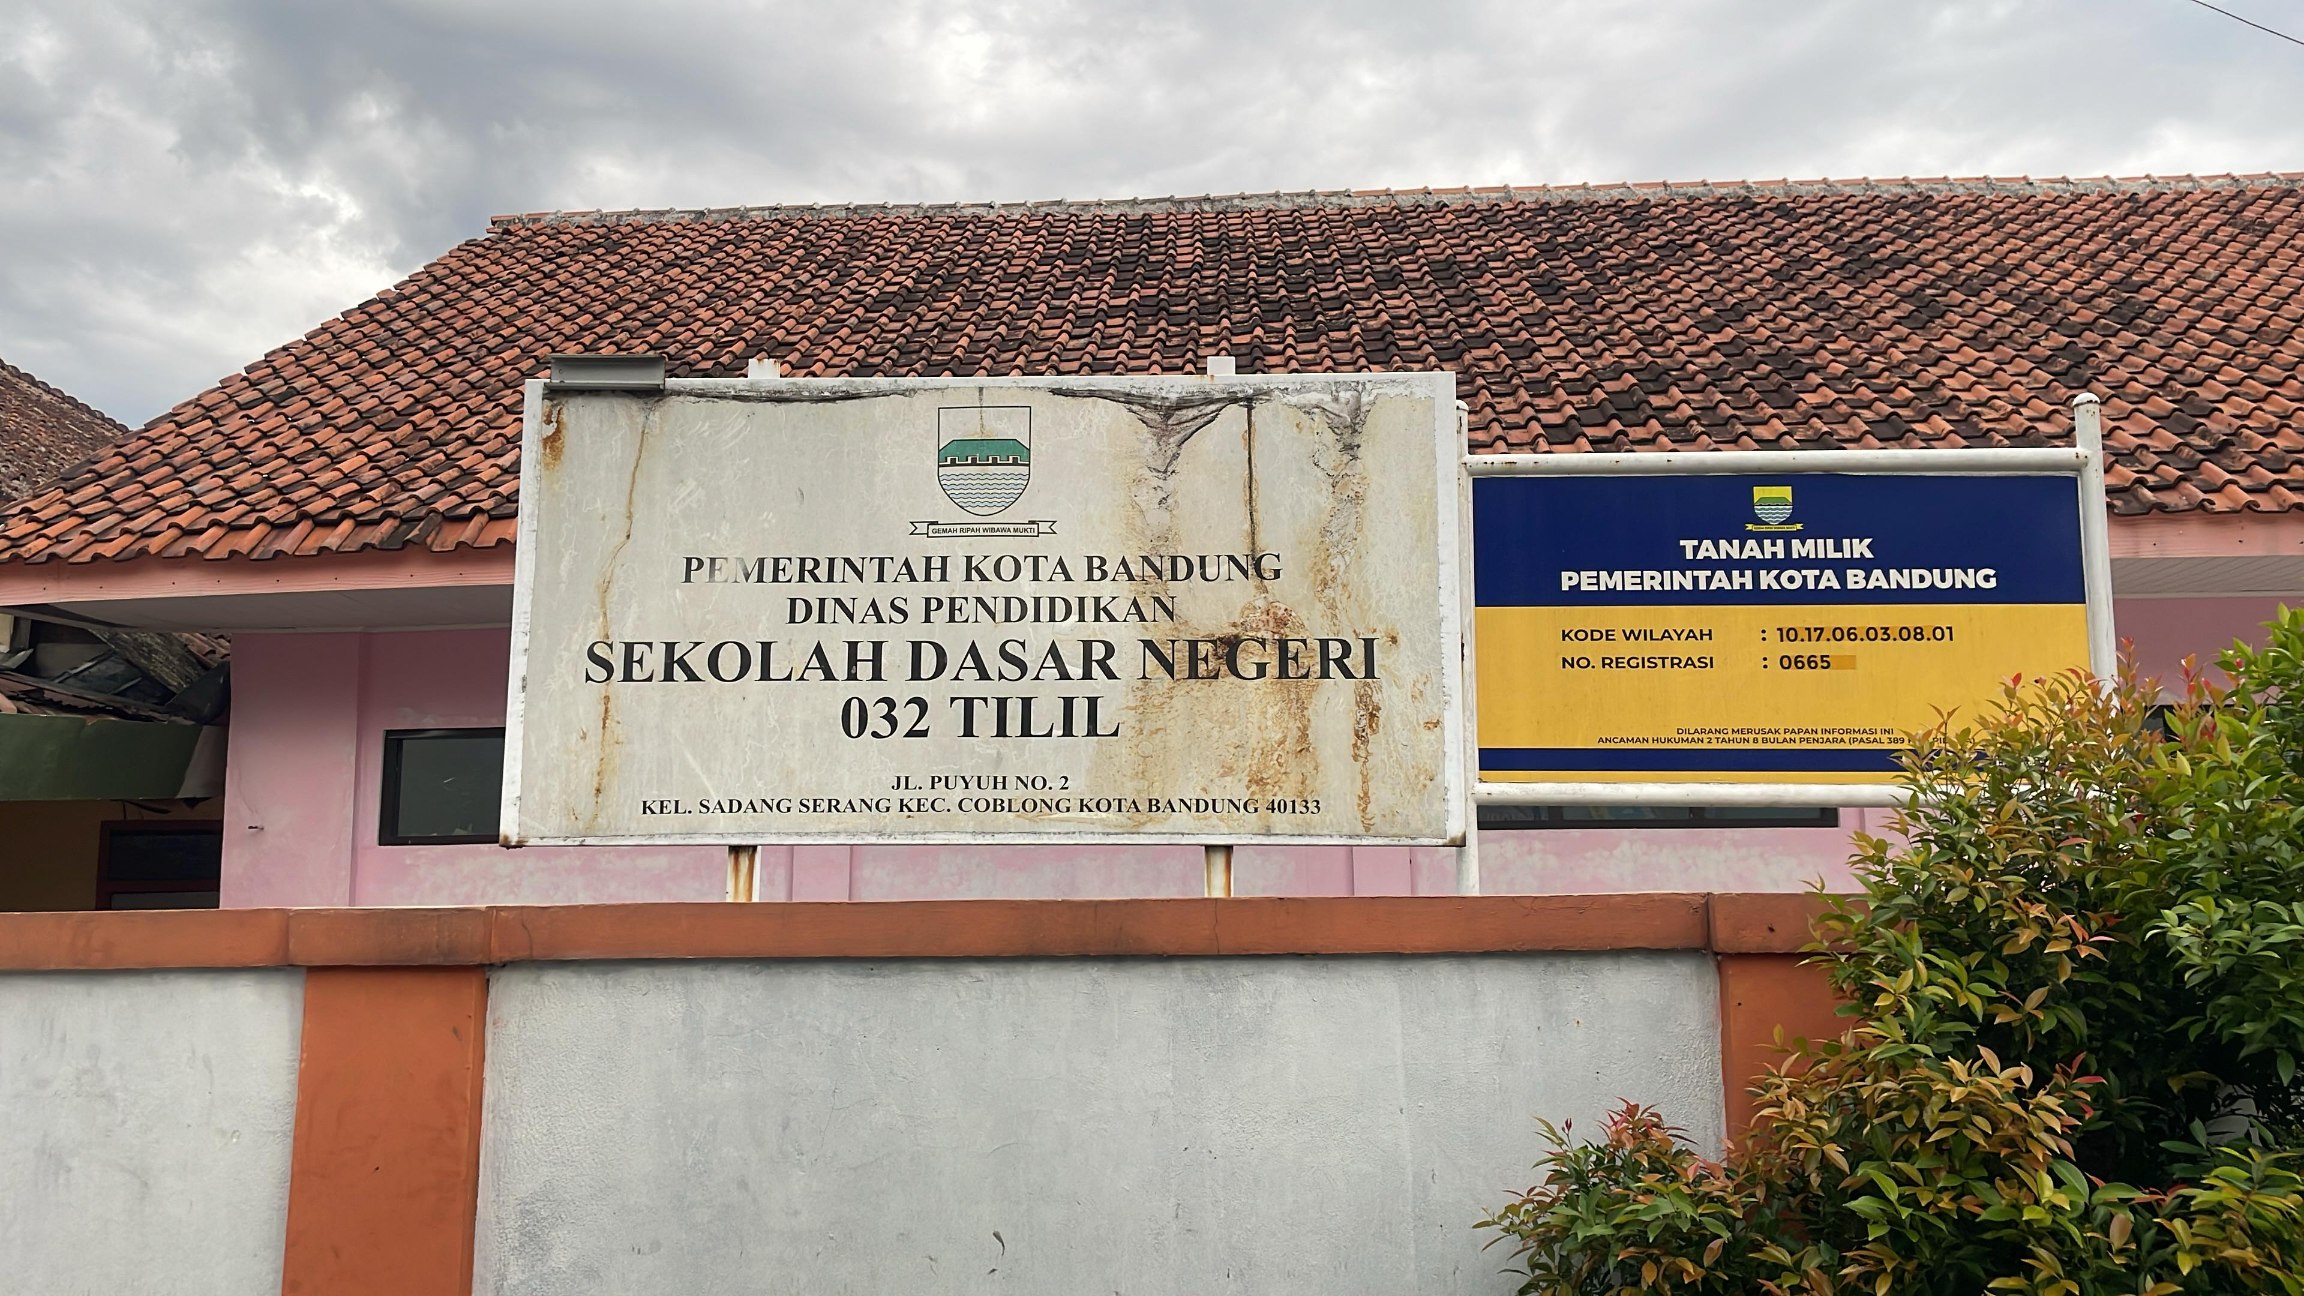 GEMAH RIPAH WIBAWA MUKTI
PEMERINTAH KOTA BANDUNG
DINAS PENDIDIKAN
SEKOLAH DASAR NEGERI
032 TILIL
JL. PUYUH NO. 2
KEL. SADANG SERANG KEC. COBLONG KOTA BANDUNG 40133
TANAH MILIK
PEMERINTAH KOTA BANDUNG
KODE WILAYAH : 10.17.06.03.08.01
NO. REGISTRASI : 0665
DILARANG MERUSAK PAPAN INFORMASI INI
ANCAMAN HUKUMAN 2 TAHUN 8 BULAN PENJARA (PASAL 389